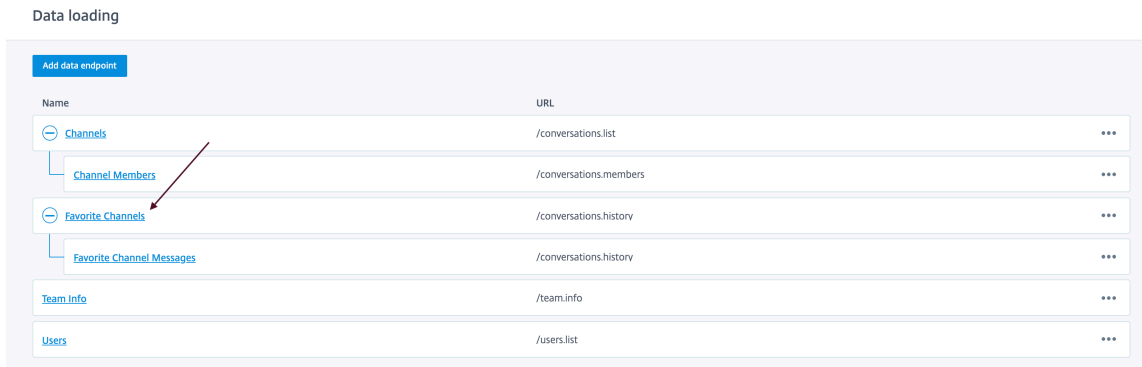 Data loading
Add data endpoint
Name URL
Channels /conversations.list
Channel Members /conversations.members
Favorite Channels /conversations.history
Favorite Channel Messages /conversations.history
Team Info /team.info
Users /users.list